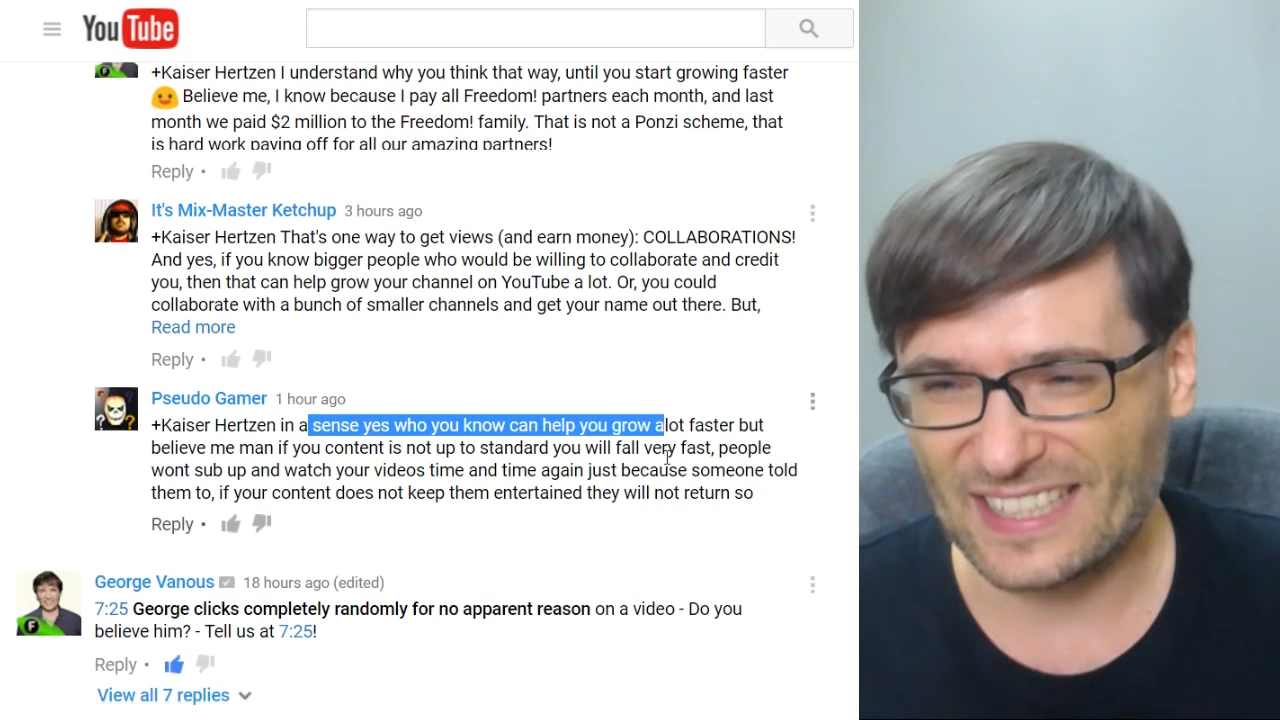 YouTube
+Kaiser Hertzen I understand why you think that way, until you start growing faster
Believe me, I know because I pay all Freedom! partners each month, and last
month we paid $2 million to the Freedom! family. That is not a Ponzi scheme, that
is hard work paying off for all our amazing partners!
Reply •
It's Mix-Master Ketchup 3 hours ago
+Kaiser Hertzen That's one way to get views (and earn money): COLLABORATIONS!
And yes, if you know bigger people who would be willing to collaborate and credit
you, then that can help grow your channel on YouTube a lot. Or, you could
collaborate with a bunch of smaller channels and get your name out there. But,
Read more
Reply •
Pseudo Gamer 1 hour ago
+Kaiser Hertzen in a sense yes who you know can help you grow alot faster but
believe me man if you content is not up to standard you will fall very fast, people
wont sub up and watch your videos time and time again just because someone told
them to, if your content does not keep them entertained they will not return so
Reply •
George Vanous 18 hours ago (edited)
7:25 George clicks completely randomly for no apparent reason on a video - Do you
believe him? - Tell us at 7:25!
Reply •
View all 7 replies